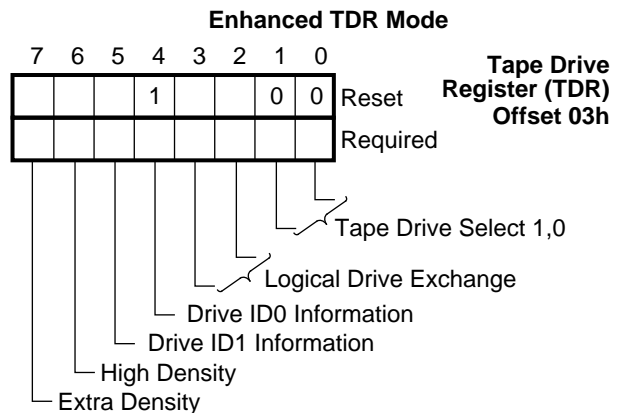 Enhanced TDR Mode
7 6 5 4 3 2 1 0
Tape Drive
Register (TDR)
Offset 03h
1 0 0 Reset
Required
Tape Drive Select 1,0
Logical Drive Exchange
Drive ID0 Information
Drive ID1 Information
High Density
Extra Density